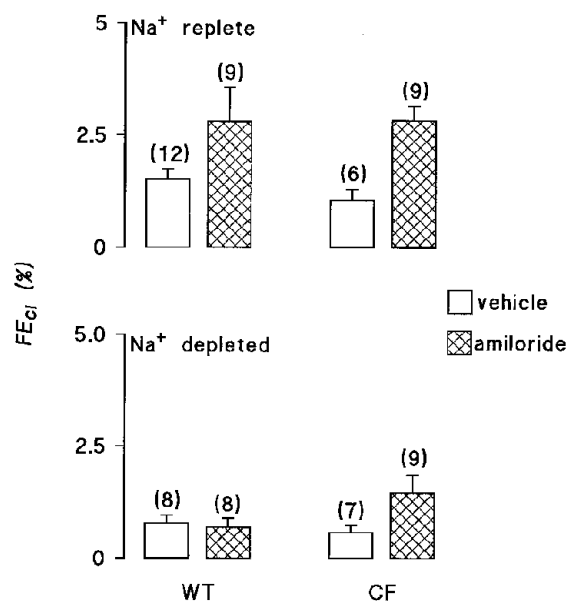 5
Na+ replete
(9)
(9)
(12)
2.5
(6)
0
FECl (%)
vehicle
amiloride
5.0
Na+ depleted
2.5
(9)
(8)
(8)
(7)
0
WT
CF